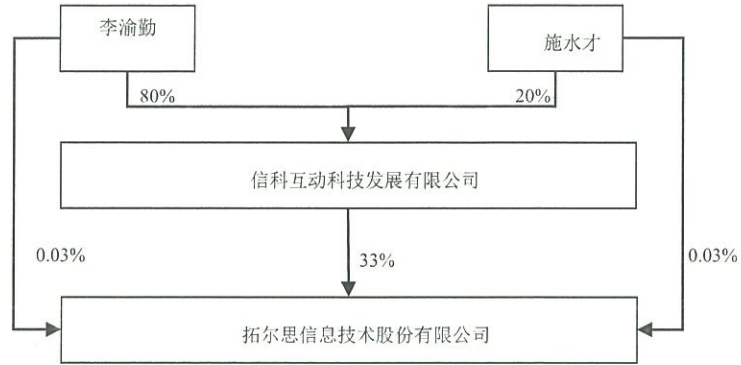 李渝勤
施水才
80%
20%
信科互动科技发展有限公司
0.03%
33%
0.03%
拓尔思信息技术股份有限公司